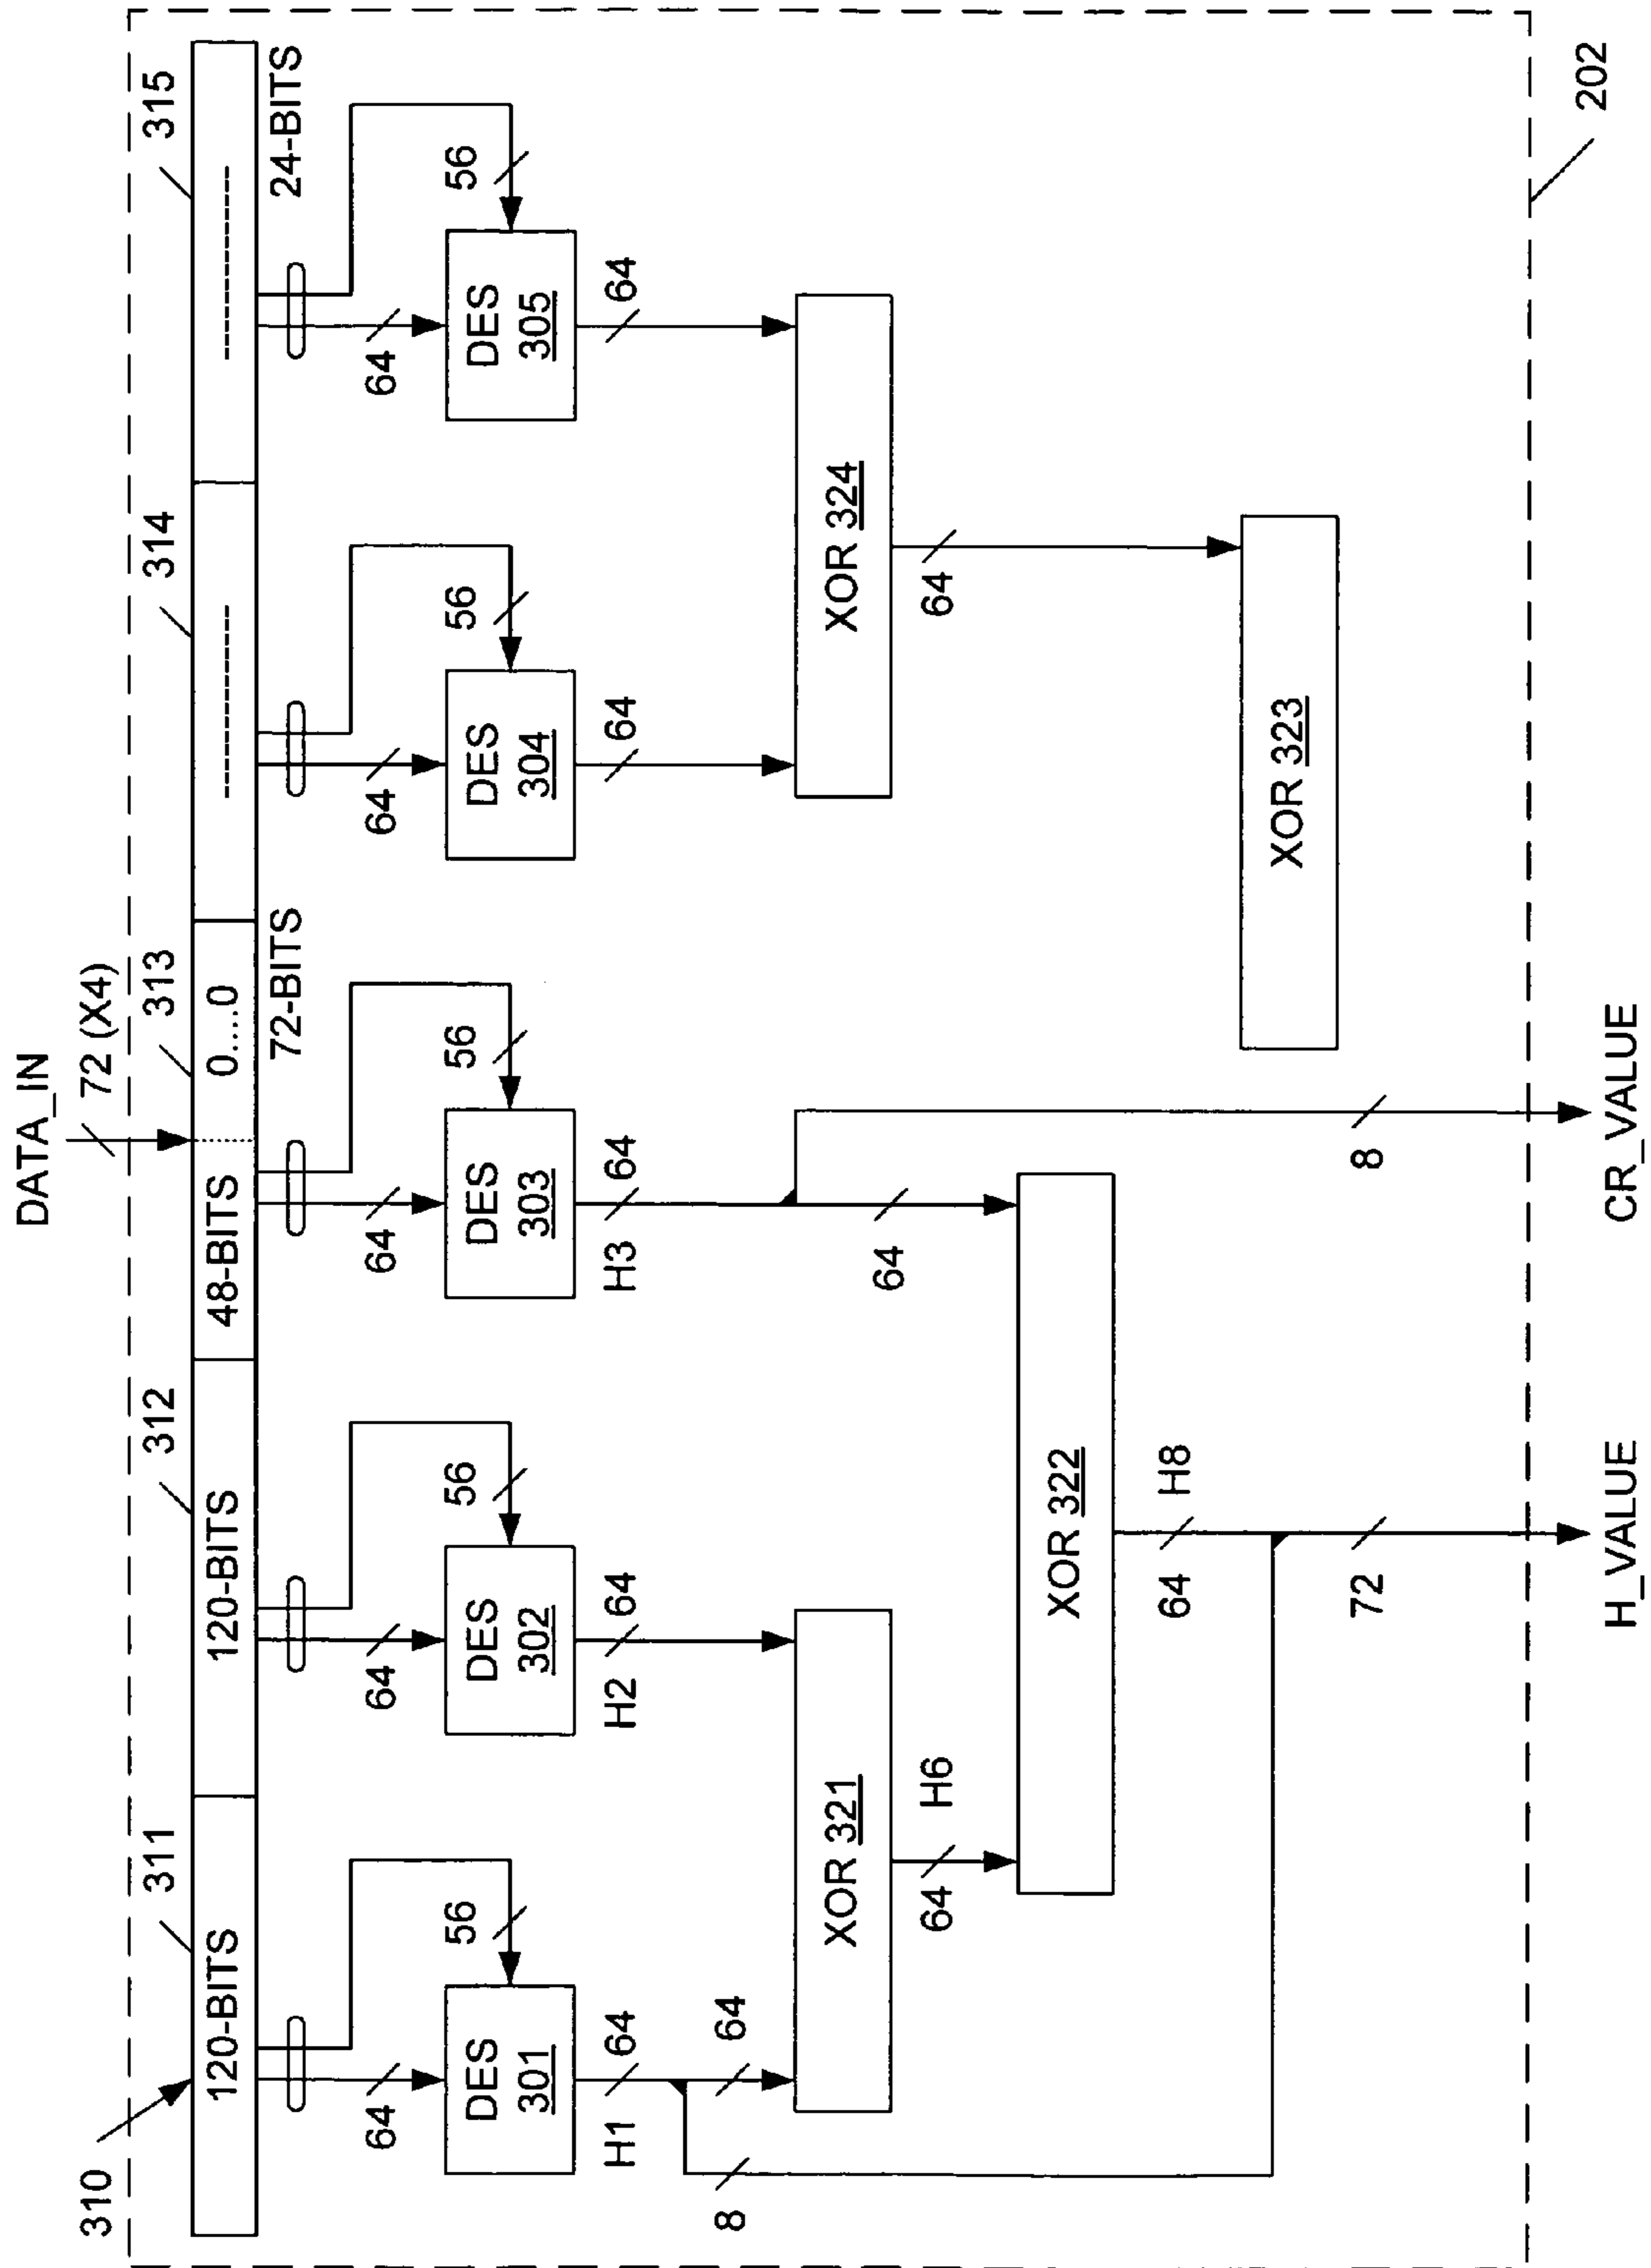 DATA_IN
72 (X4)
310
311
312
313
314
315
120-BITS
120-BITS
48-BITS
0.....0
----------
----------
72-BITS
24-BITS
64
56
64
56
64
56
64
56
64
56
DES
301
DES
302
DES
303
DES
304
DES
305
H1
64
H2
64
H3
64
64
64
8
64
XOR 321
XOR 324
64
H6
64
64
XOR 322
XOR 323
64
H8
72
8
202
H_VALUE
CR_VALUE